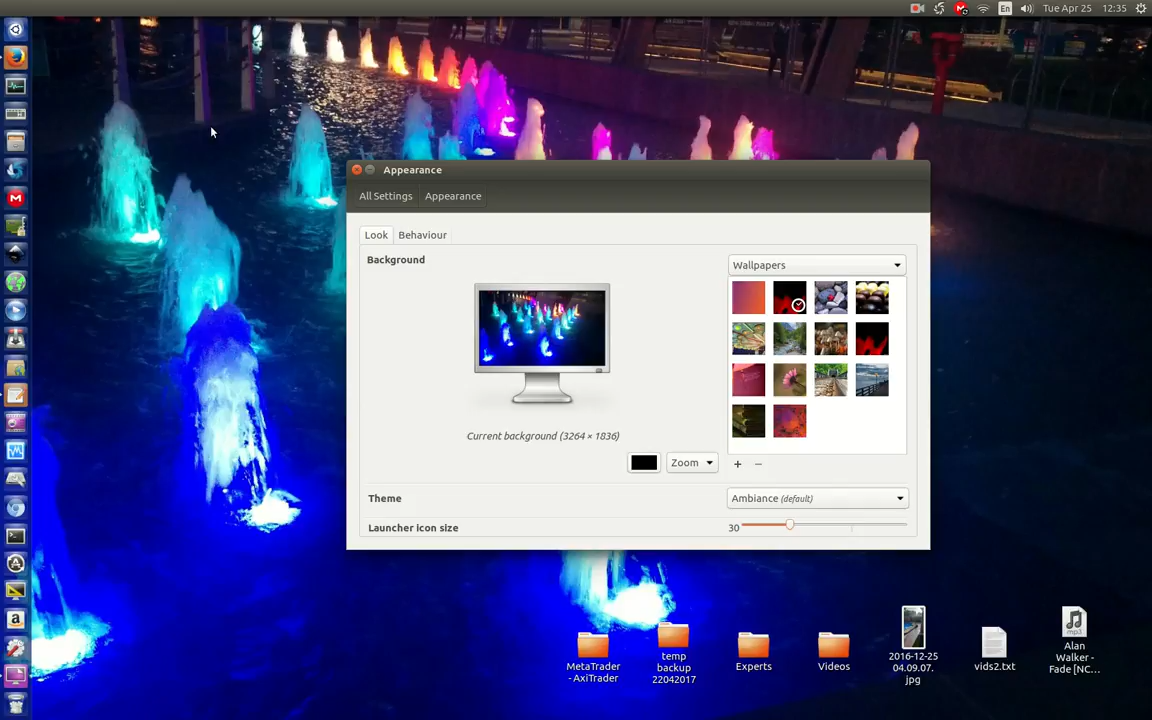 En
Tue Apr 25 12:35
Appearance
All Settings Appearance
Look Behaviour
Background
Wallpapers
Current background (3264 × 1836)
Zoom
+ −
Theme
Ambiance (default)
Launcher icon size
30
MetaTrader
- AxiTrader
temp
backup
22042017
Experts
Videos
2016-12-25
04.09.07.
jpg
vids2.txt
mp3
Alan
Walker -
Fade [NC...